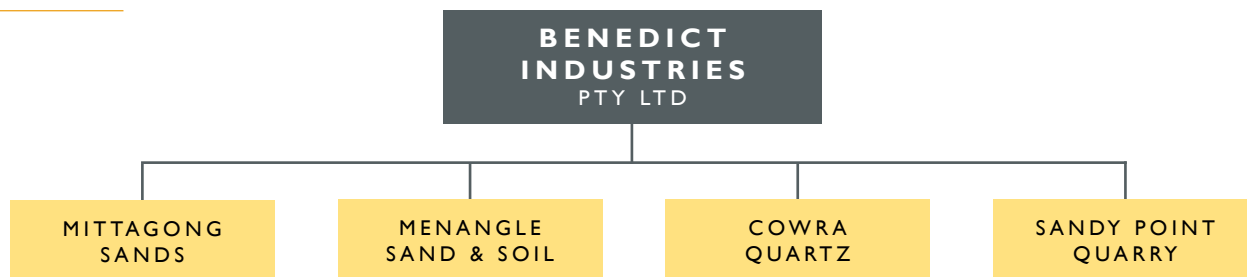 BENEDICT
INDUSTRIES
PTY LTD
MITTAGONG
SANDS
MENANGLE
SAND & SOIL
COWRA
QUARTZ
SANDY POINT
QUARRY